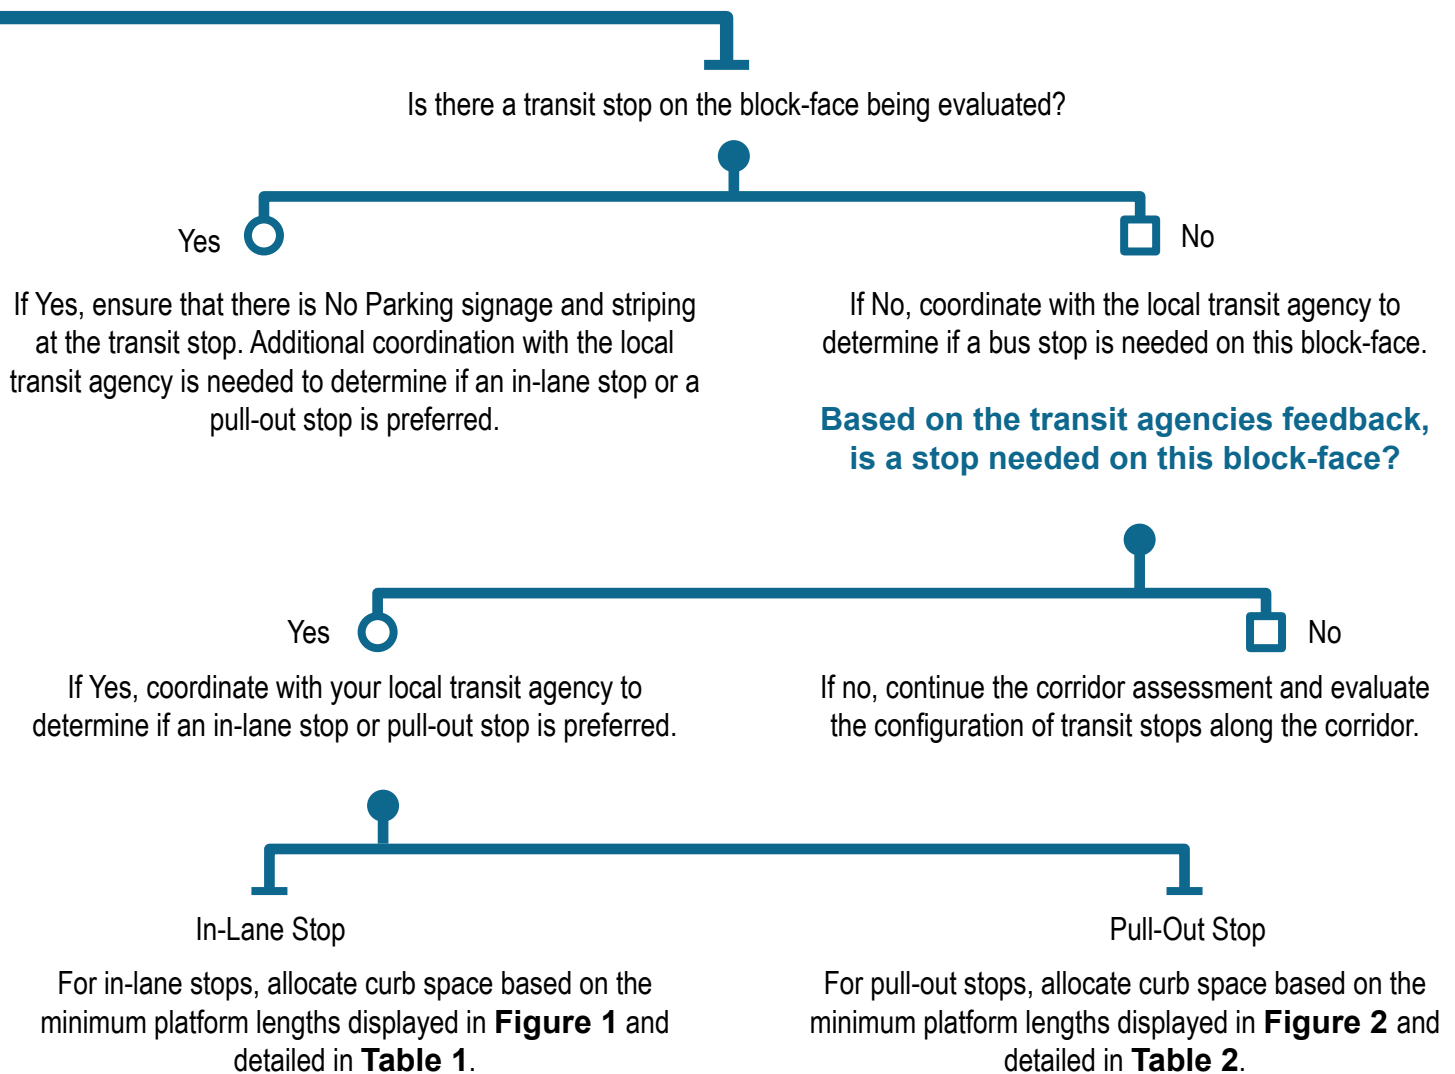 Is there a transit stop on the block-face being evaluated?
Yes
If Yes, ensure that there is No Parking signage and striping
at the transit stop. Additional coordination with the local
transit agency is needed to determine if an in-lane stop or a
pull-out stop is preferred.
No
If No, coordinate with the local transit agency to
determine if a bus stop is needed on this block-face.
Based on the transit agencies feedback,
is a stop needed on this block-face?
Yes
If Yes, coordinate with your local transit agency to
determine if an in-lane stop or pull-out stop is preferred.
No
If no, continue the corridor assessment and evaluate
the configuration of transit stops along the corridor.
In-Lane Stop
For in-lane stops, allocate curb space based on the
minimum platform lengths displayed in Figure 1 and
detailed in Table 1.
Pull-Out Stop
For pull-out stops, allocate curb space based on the
minimum platform lengths displayed in Figure 2 and
detailed in Table 2.